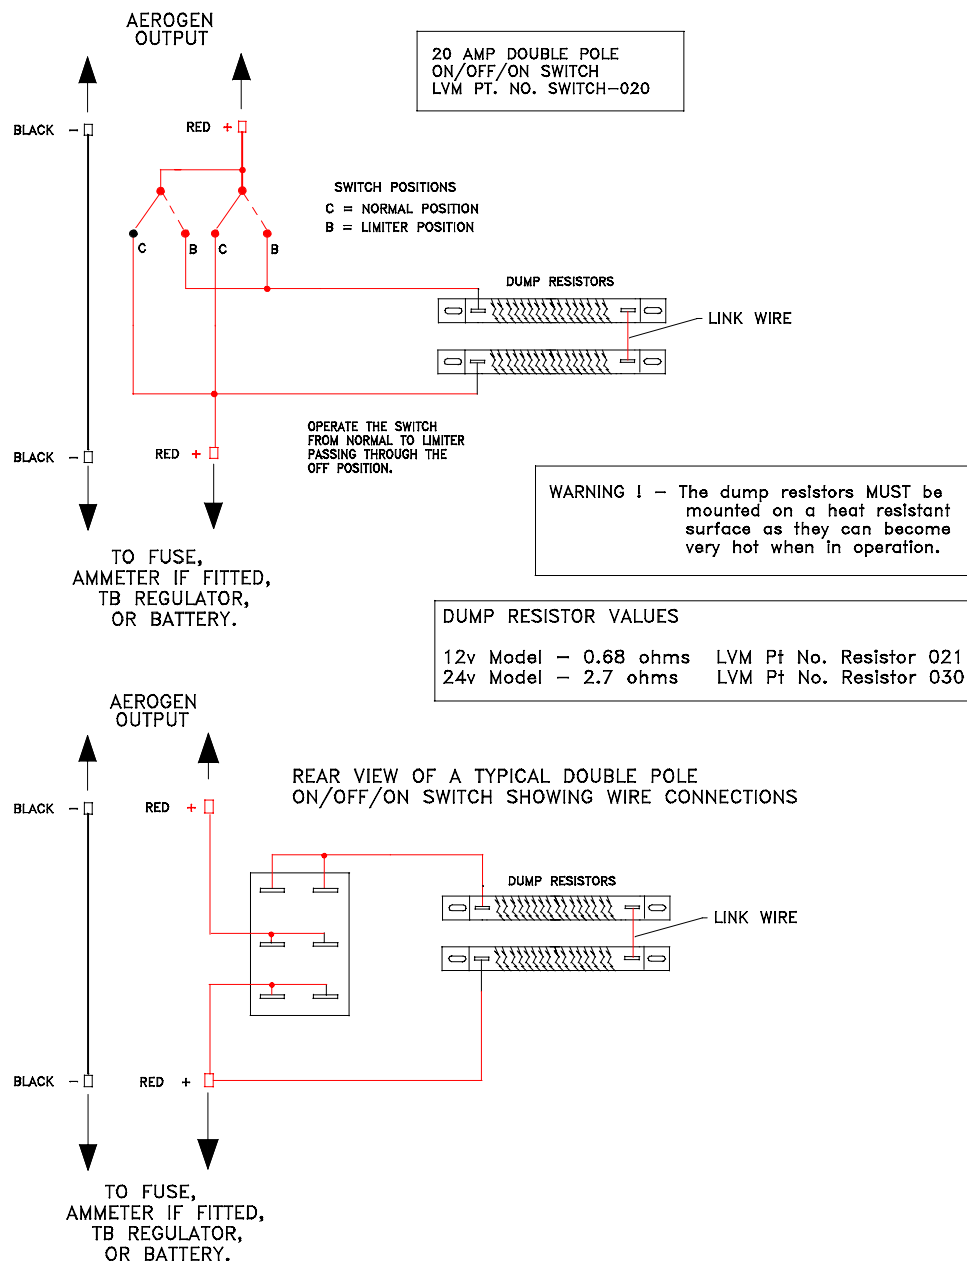 AEROGEN
OUTPUT
20 AMP DOUBLE POLE
ON/OFF/ON SWITCH
LVM PT. NO. SWITCH-020
BLACK -
RED +
SWITCH POSITIONS
C = NORMAL POSITION
B = LIMITER POSITION
C B C B
DUMP RESISTORS
LINK WIRE
OPERATE THE SWITCH
FROM NORMAL TO LIMITER
PASSING THROUGH THE
OFF POSITION.
BLACK -
RED +
WARNING ! - The dump resistors MUST be
mounted on a heat resistant
surface as they can become
very hot when in operation.
TO FUSE,
AMMETER IF FITTED,
TB REGULATOR,
OR BATTERY.
DUMP RESISTOR VALUES
12v Model - 0.68 ohms LVM Pt No. Resistor 021
24v Model - 2.7 ohms LVM Pt No. Resistor 030
AEROGEN
OUTPUT
REAR VIEW OF A TYPICAL DOUBLE POLE
ON/OFF/ON SWITCH SHOWING WIRE CONNECTIONS
BLACK -
RED +
DUMP RESISTORS
LINK WIRE
BLACK -
RED +
TO FUSE,
AMMETER IF FITTED,
TB REGULATOR,
OR BATTERY.